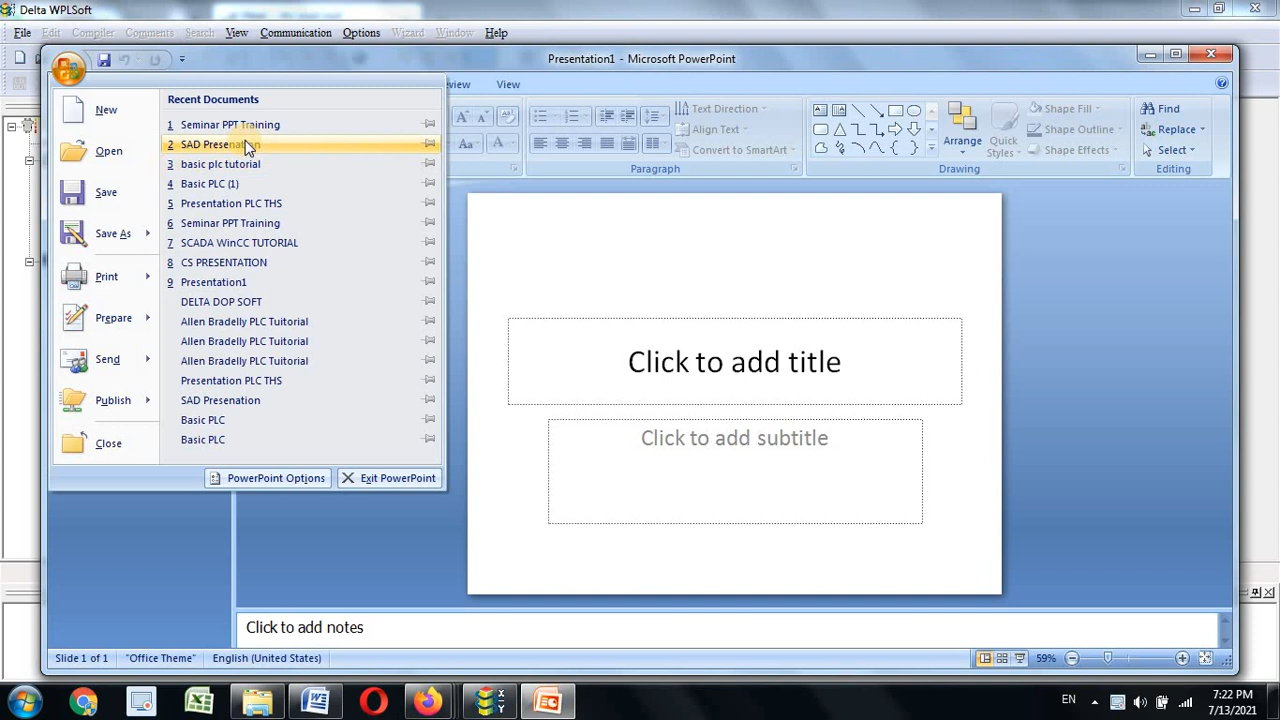 Delta WPLSoft
File Edit Compiler Comments Search View Communication Options Wizard Window Help
Presentation1 - Microsoft PowerPoint
View
New
Open
Save
Save As
Print
Prepare
Send
Publish
Close
Recent Documents
1 Seminar PPT Training
2 SAD Presenation
3 basic plc tutorial
4 Basic PLC (1)
5 Presentation PLC THS
6 Seminar PPT Training
7 SCADA WinCC TUTORIAL
8 CS PRESENTATION
9 Presentation1
DELTA DOP SOFT
Allen Bradelly PLC Tuitorial
Allen Bradelly PLC Tuitorial
Allen Bradelly PLC Tuitorial
Presentation PLC THS
SAD Presenation
Basic PLC
Basic PLC
PowerPoint Options
Exit PowerPoint
Aa
A
Text Direction
Align Text
Convert to SmartArt
Paragraph
Arrange
Quick
Styles
Shape Fill
Shape Outline
Shape Effects
Drawing
Find
Replace
Select
Editing
Click to add title
Click to add subtitle
Click to add notes
Slide 1 of 1 "Office Theme" English (United States) 59%
EN
7:22 PM
7/13/2021